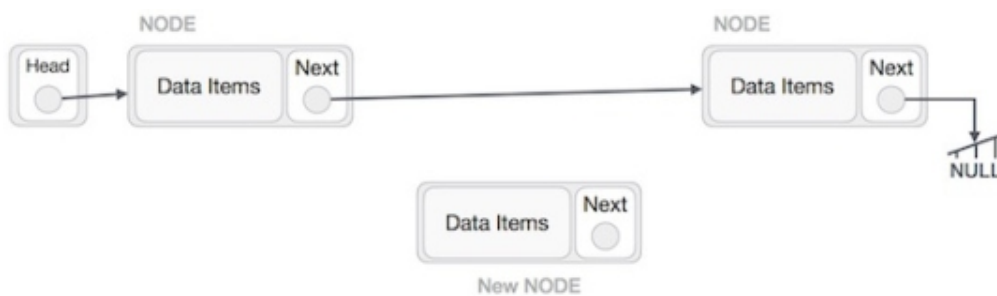 NODE
NODE
Head
Data Items
Next
Data Items
Next
NULL
Data Items
Next
New NODE